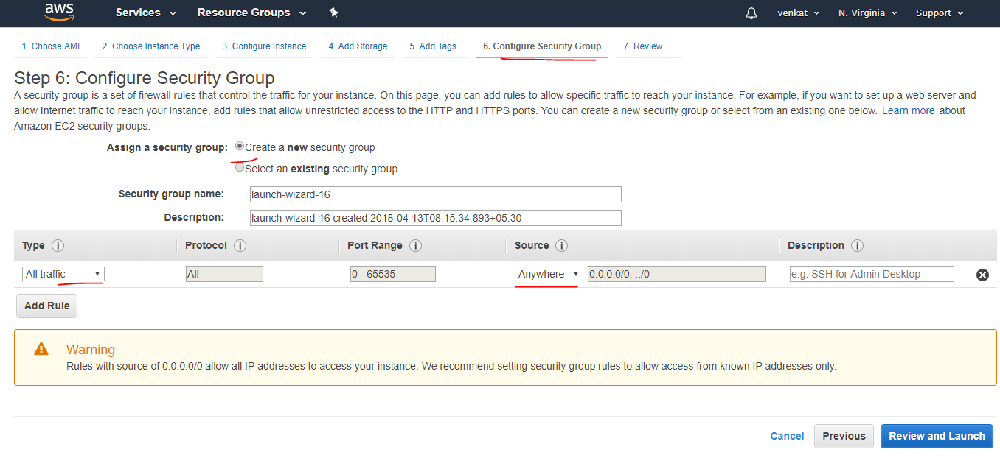 aws Services Resource Groups venkat N. Virginia Support
1. Choose AMI 2. Choose Instance Type 3. Configure Instance 4. Add Storage 5. Add Tags 6. Configure Security Group 7. Review
Step 6: Configure Security Group
A security group is a set of firewall rules that control the traffic for your instance. On this page, you can add rules to allow specific traffic to reach your instance. For example, if you want to set up a web server and
allow Internet traffic to reach your instance, add rules that allow unrestricted access to the HTTP and HTTPS ports. You can create a new security group or select from an existing one below. Learn more about
Amazon EC2 security groups.
Assign a security group: Create a new security group
Select an existing security group
Security group name: launch-wizard-16
Description: launch-wizard-16 created 2018-04-13T08:15:34.893+05:30
Type i Protocol i Port Range i Source i Description i
All traffic All 0 - 65535 Anywhere 0.0.0.0/0, ::/0 e.g. SSH for Admin Desktop
Add Rule
Warning
Rules with source of 0.0.0.0/0 allow all IP addresses to access your instance. We recommend setting security group rules to allow access from known IP addresses only.
Cancel Previous Review and Launch